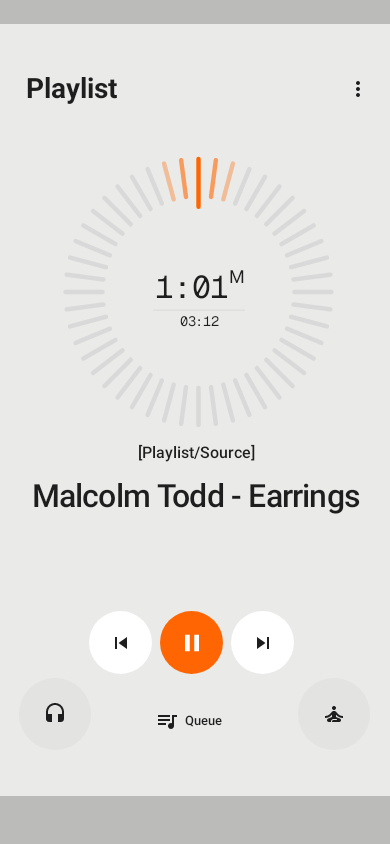 Playlist
1:01M
03:12
[Playlist/Source]
Malcolm Todd - Earrings
Queue